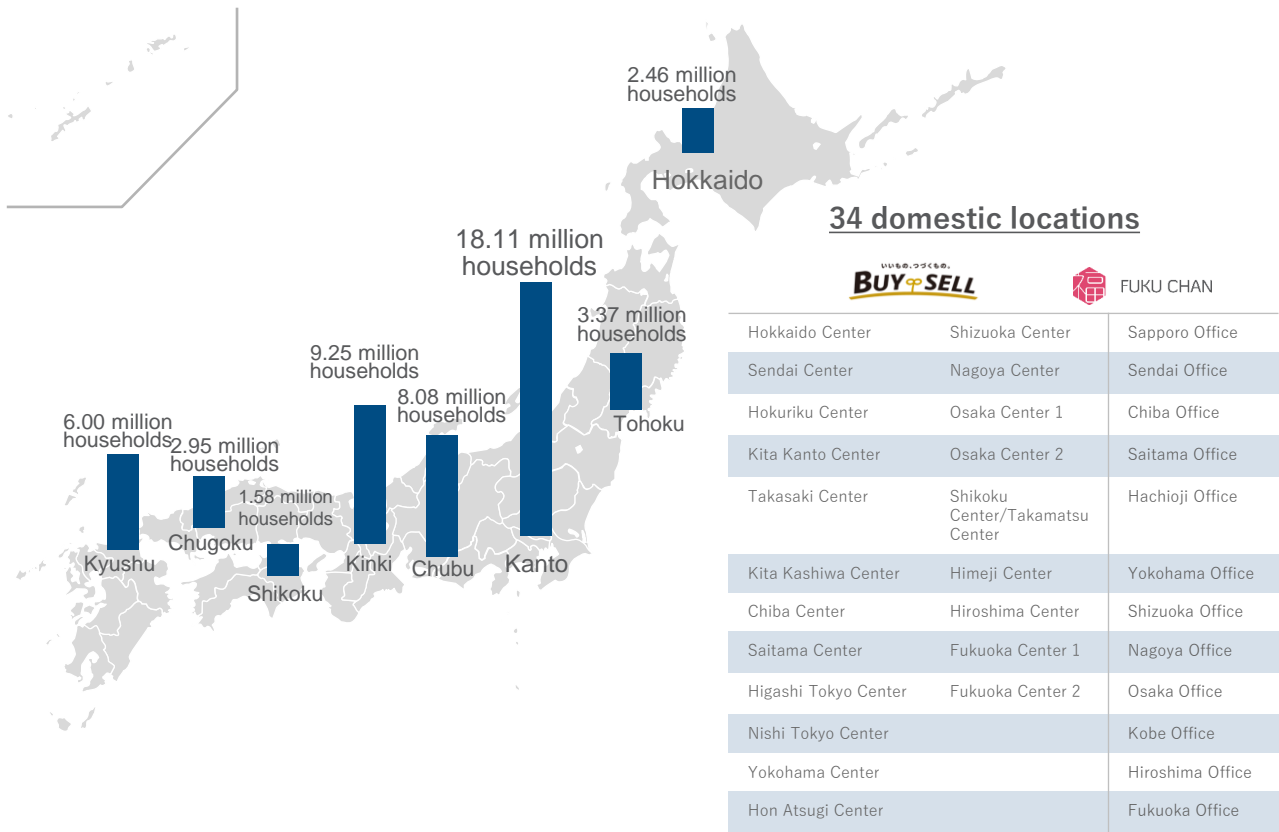 2.46 million
households
Hokkaido
18.11 million
households
3.37 million
households
Tohoku
9.25 million
households
8.08 million
households
6.00 million
households
2.95 million
households
1.58 million
households
Kyushu
Chugoku
Shikoku
Kinki
Chubu
Kanto
34 domestic locations
いいもの、つづくもの。
BUY SELL
福
FUKU CHAN
Hokkaido Center Shizuoka Center Sapporo Office
Sendai Center Nagoya Center Sendai Office
Hokuriku Center Osaka Center 1 Chiba Office
Kita Kanto Center Osaka Center 2 Saitama Office
Takasaki Center Shikoku Hachioji Office
Center/Takamatsu
Center
Kita Kashiwa Center Himeji Center Yokohama Office
Chiba Center Hiroshima Center Shizuoka Office
Saitama Center Fukuoka Center 1 Nagoya Office
Higashi Tokyo Center Fukuoka Center 2 Osaka Office
Nishi Tokyo Center Kobe Office
Yokohama Center Hiroshima Office
Hon Atsugi Center Fukuoka Office